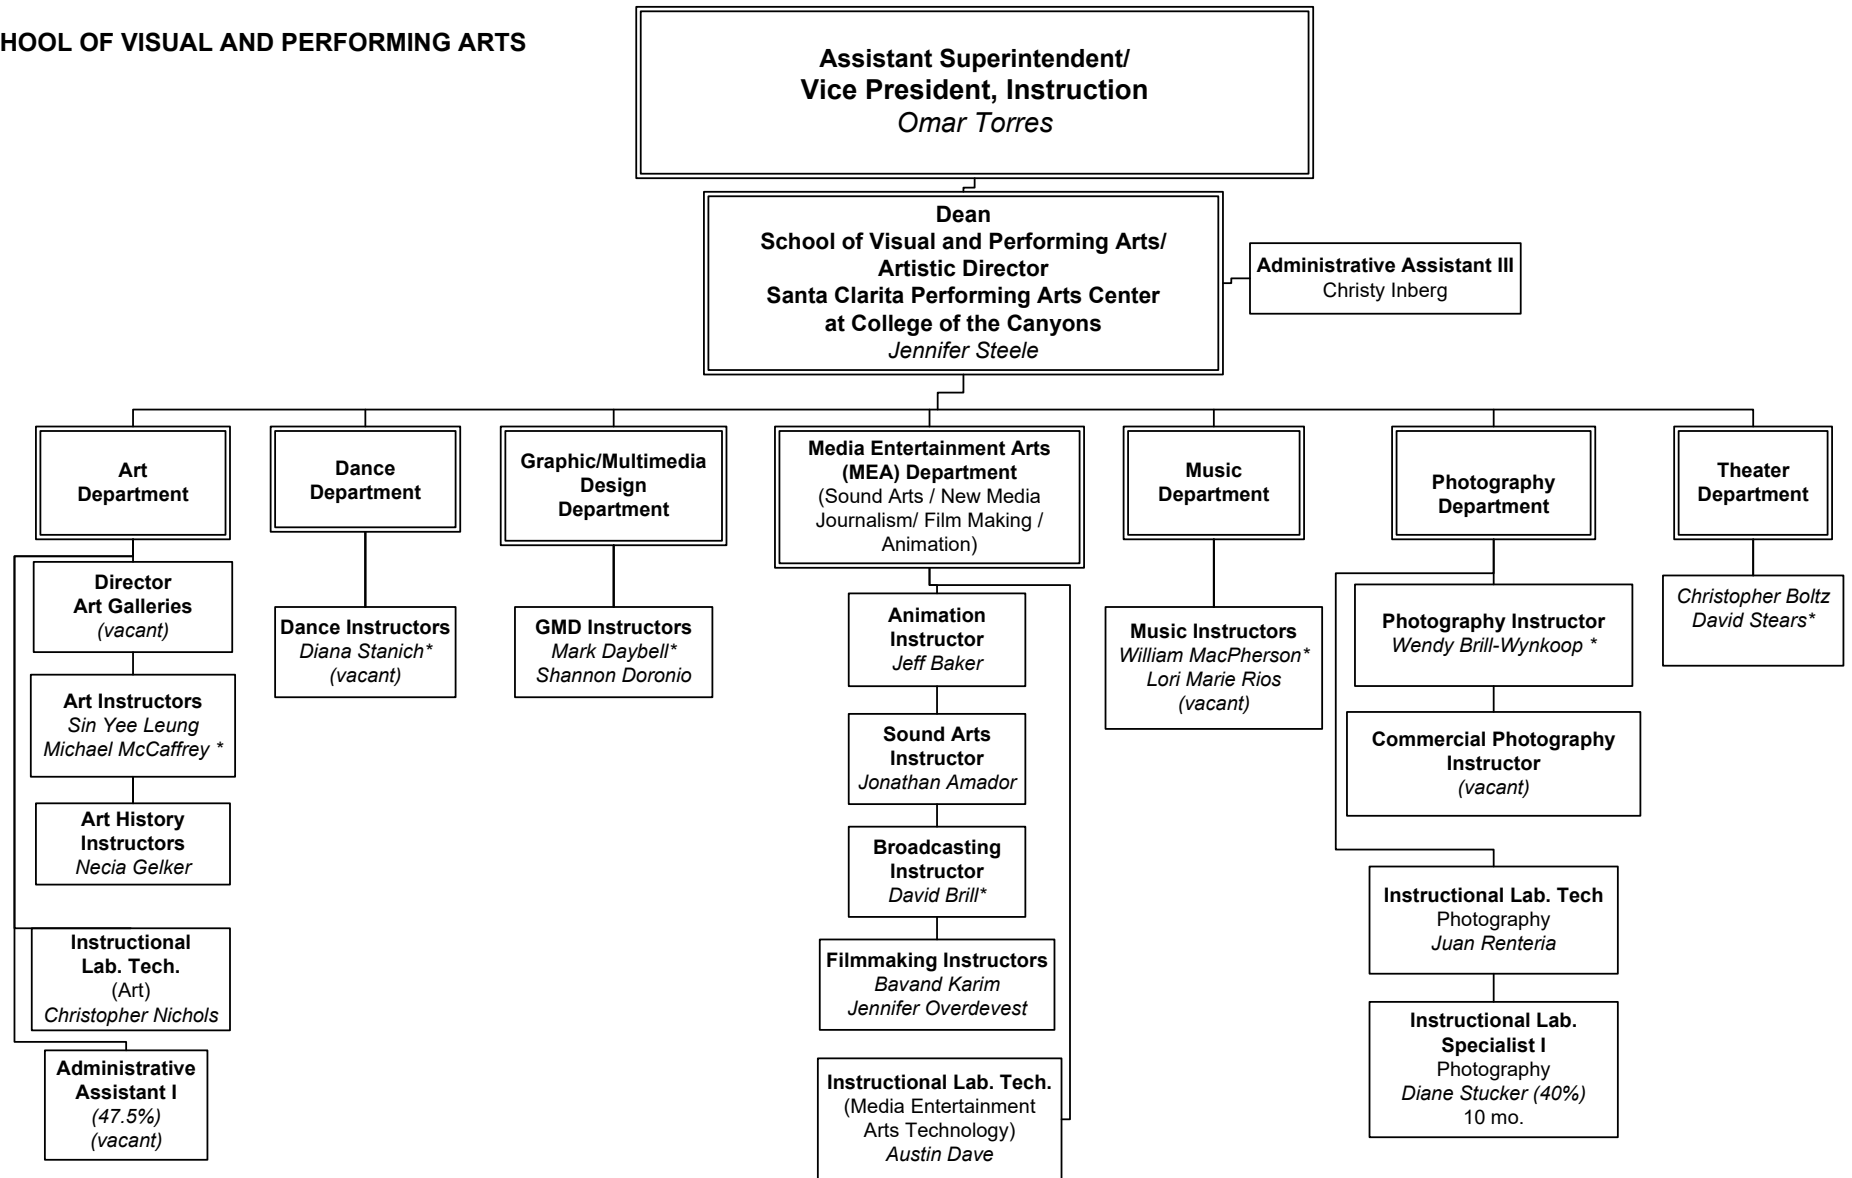 HOOL OF VISUAL AND PERFORMING ARTS
Assistant Superintendent/
Vice President, Instruction
Omar Torres
Dean
School of Visual and Performing Arts/
Artistic Director
Santa Clarita Performing Arts Center
at College of the Canyons
Jennifer Steele
Administrative Assistant III
Christy Inberg
Art
Department
Director
Art Galleries
(vacant)
Art Instructors
Sin Yee Leung
Michael McCaffrey *
Art History
Instructors
Necia Gelker
Instructional
Lab. Tech.
(Art)
Christopher Nichols
Administrative
Assistant I
(47.5%)
(vacant)
Dance
Department
Dance Instructors
Diana Stanich*
(vacant)
Graphic/Multimedia
Design
Department
GMD Instructors
Mark Daybell*
Shannon Doronio
Media Entertainment Arts
(MEA) Department
(Sound Arts / New Media
Journalism/ Film Making /
Animation)
Animation
Instructor
Jeff Baker
Sound Arts
Instructor
Jonathan Amador
Broadcasting
Instructor
David Brill*
Filmmaking Instructors
Bavand Karim
Jennifer Overdevest
Instructional Lab. Tech.
(Media Entertainment
Arts Technology)
Austin Dave
Music
Department
Music Instructors
William MacPherson*
Lori Marie Rios
(vacant)
Photography
Department
Photography Instructor
Wendy Brill-Wynkoop *
Commercial Photography
Instructor
(vacant)
Instructional Lab. Tech
Photography
Juan Renteria
Instructional Lab.
Specialist I
Photography
Diane Stucker (40%)
10 mo.
Theater
Department
Christopher Boltz
David Stears*